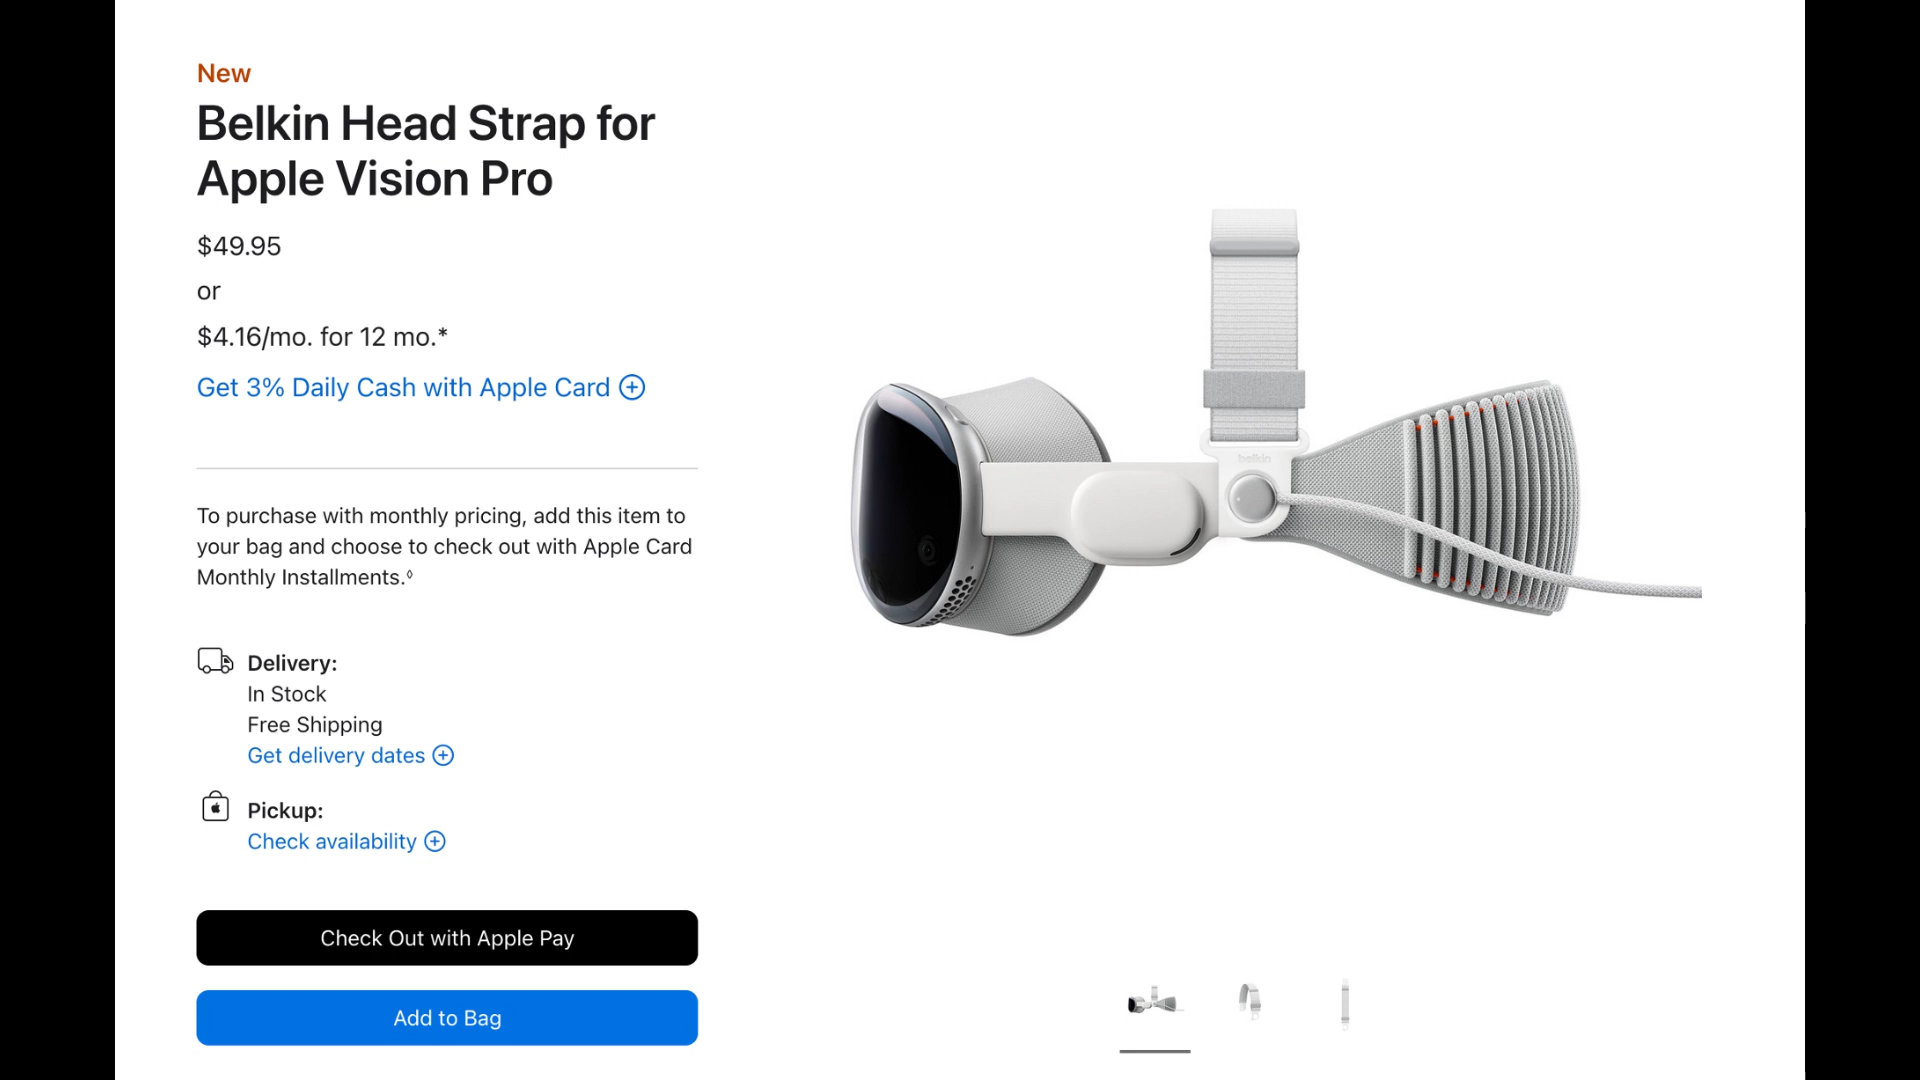 New
Belkin Head Strap for
Apple Vision Pro
$49.95
or
$4.16/mo. for 12 mo.*
Get 3% Daily Cash with Apple Card
To purchase with monthly pricing, add this item to
your bag and choose to check out with Apple Card
Monthly Installments.◊
Delivery:
In Stock
Free Shipping
Get delivery dates
Pickup:
Check availability
Check Out with Apple Pay
Add to Bag
belkin